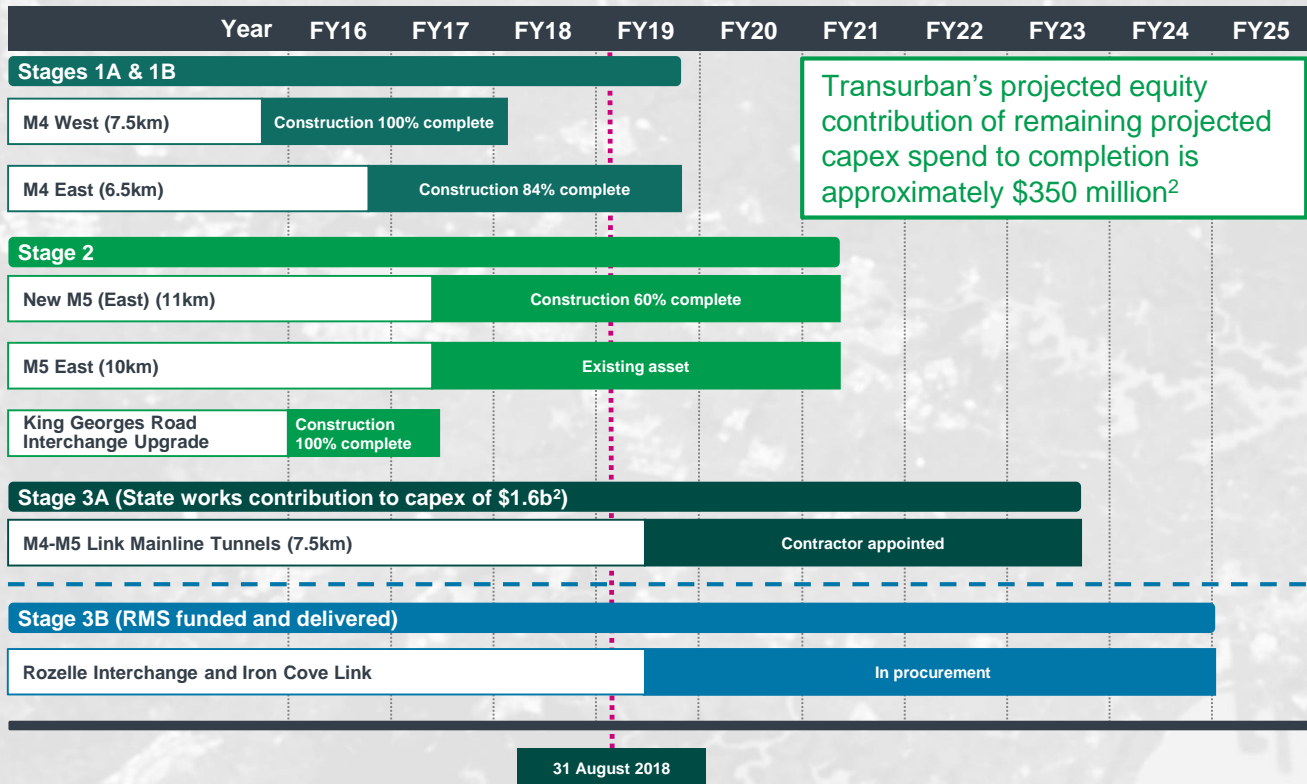 Year FY16 FY17 FY18 FY19 FY20 FY21 FY22 FY23 FY24 FY25
Stages 1A & 1B
Transurban’s projected equity
contribution of remaining projected
capex spend to completion is
approximately $350 million2
M4 West (7.5km) Construction 100% complete
M4 East (6.5km) Construction 84% complete
Stage 2
New M5 (East) (11km) Construction 60% complete
M5 East (10km) Existing asset
King Georges Road
Interchange Upgrade
Construction
100% complete
Stage 3A (State works contribution to capex of $1.6b2)
M4-M5 Link Mainline Tunnels (7.5km) Contractor appointed
Stage 3B (RMS funded and delivered)
Rozelle Interchange and Iron Cove Link In procurement
31 August 2018